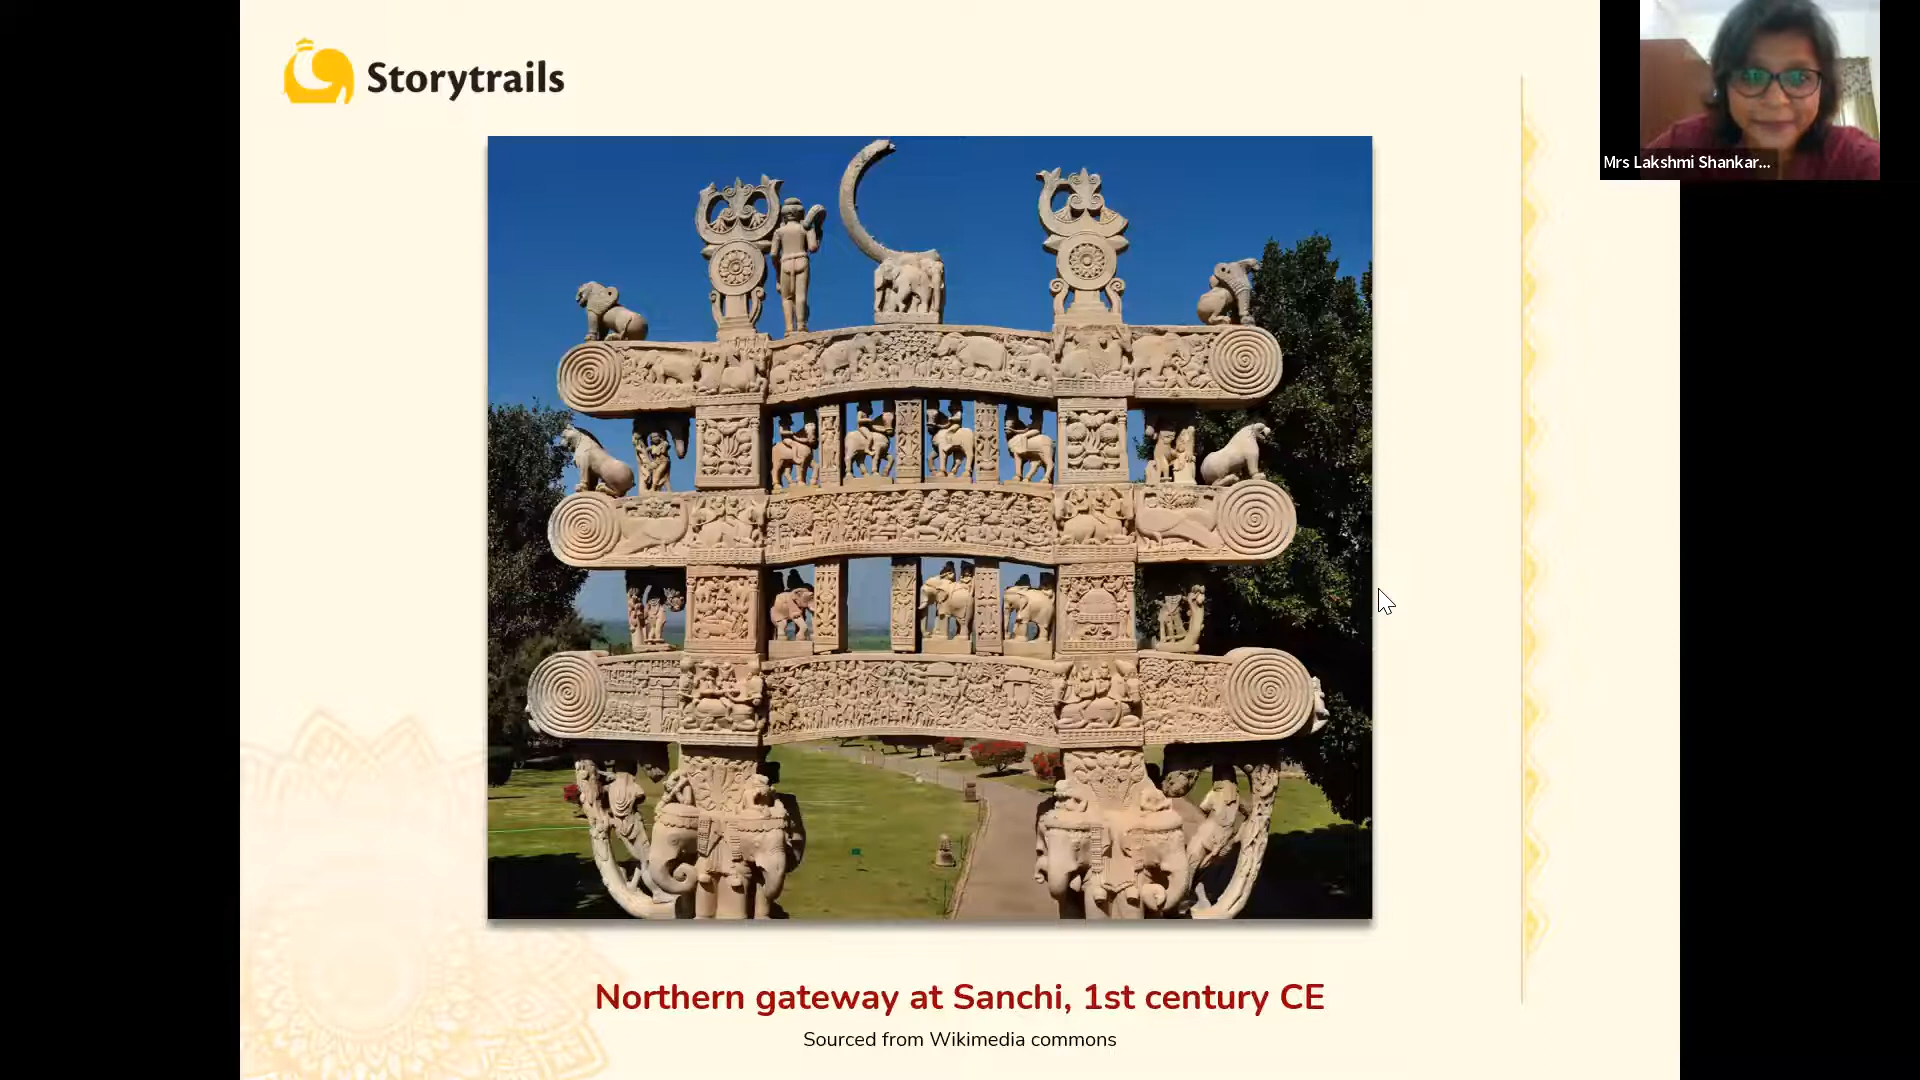 Storytrails
Mrs Lakshmi Shankar...
Northern gateway at Sanchi, 1st century CE
Sourced from Wikimedia commons